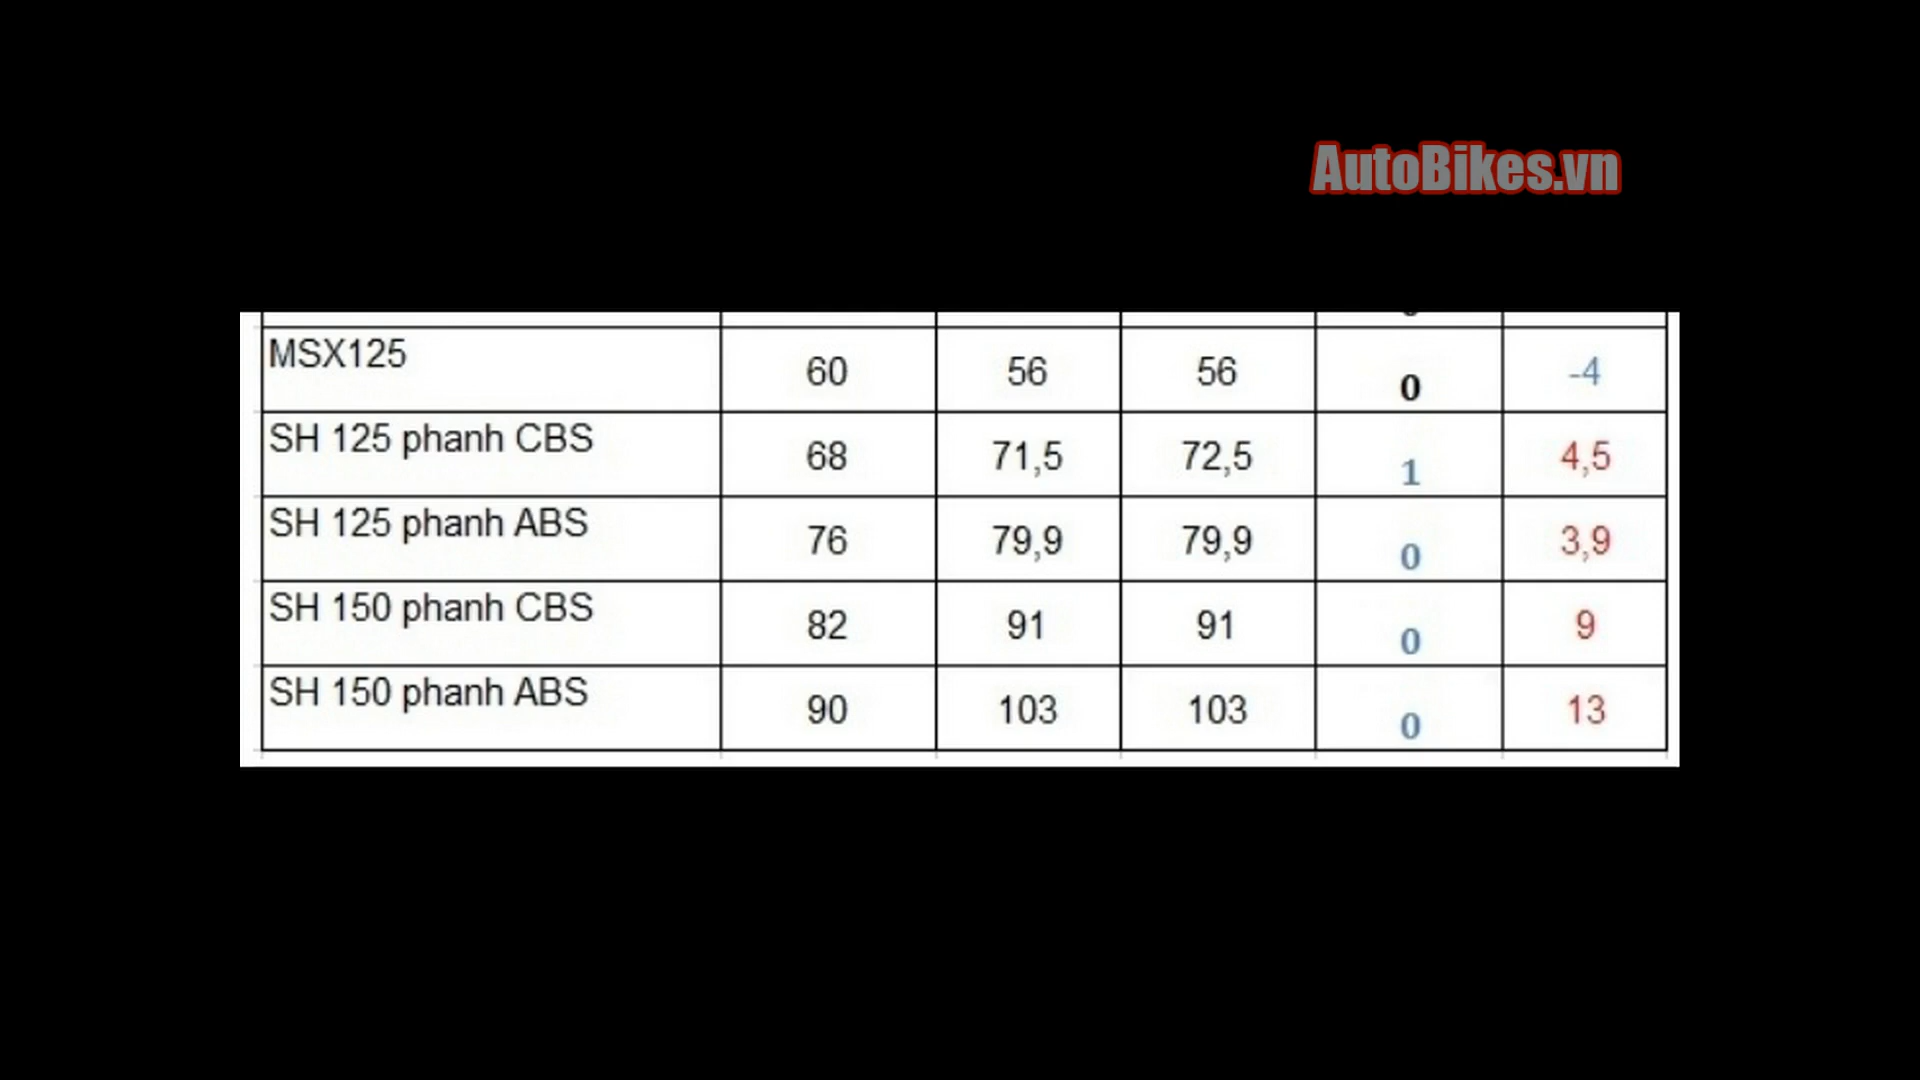 AutoBikes.vn
MSX125 60 56 56 0 -4
SH 125 phanh CBS 68 71,5 72,5 1 4,5
SH 125 phanh ABS 76 79,9 79,9 0 3,9
SH 150 phanh CBS 82 91 91 0 9
SH 150 phanh ABS 90 103 103 0 13